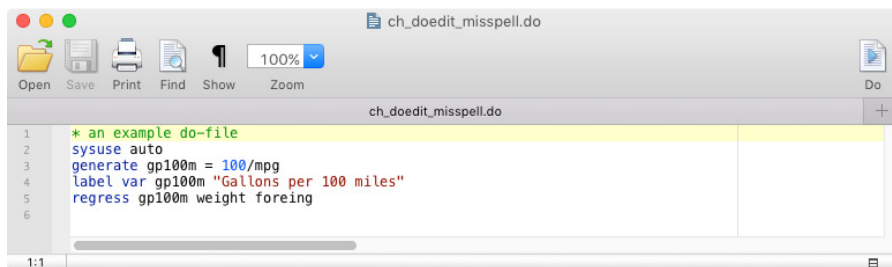 ch_doedit_misspell.do
100%
Open Save Print Find Show Zoom Do
ch_doedit_misspell.do
1 * an example do-file
2 sysuse auto
3 generate gp100m = 100/mpg
4 label var gp100m "Gallons per 100 miles"
5 regress gp100m weight foreing
6
1:1